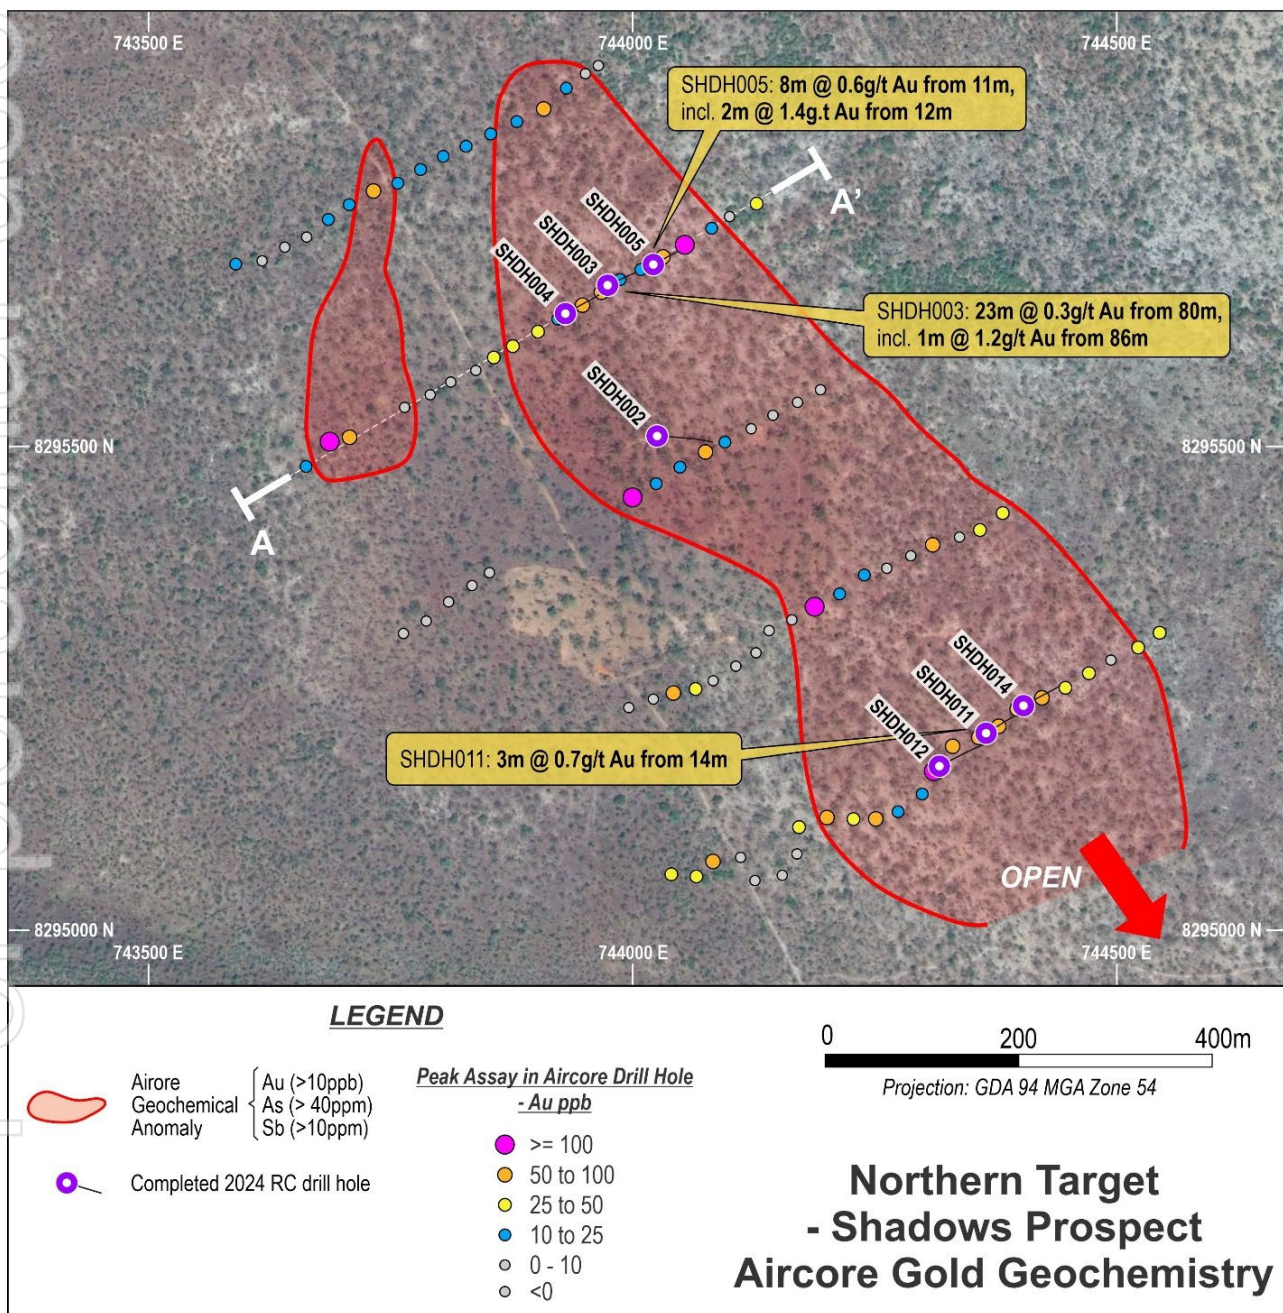 743500 E
744000 E
744500 E
SHDH005: 8m @ 0.6g/t Au from 11m,
incl. 2m @ 1.4g.t Au from 12m
A'
SHDH005
SHDH003
SHDH004
SHDH003: 23m @ 0.3g/t Au from 80m,
incl. 1m @ 1.2g/t Au from 86m
SHDH002
8295500 N
8295500 N
A
SHDH014
SHDH011
SHDH012
SHDH011: 3m @ 0.7g/t Au from 14m
OPEN
8295000 N
8295000 N
743500 E
744000 E
744500 E
LEGEND
Airore
Geochemical
Anomaly
Au (>10ppb)
As (> 40ppm)
Sb (>10ppm)
Completed 2024 RC drill hole
Peak Assay in Aircore Drill Hole
- Au ppb
>= 100
50 to 100
25 to 50
10 to 25
0 - 10
<0
0 200 400m
Projection: GDA 94 MGA Zone 54
Northern Target
- Shadows Prospect
Aircore Gold Geochemistry